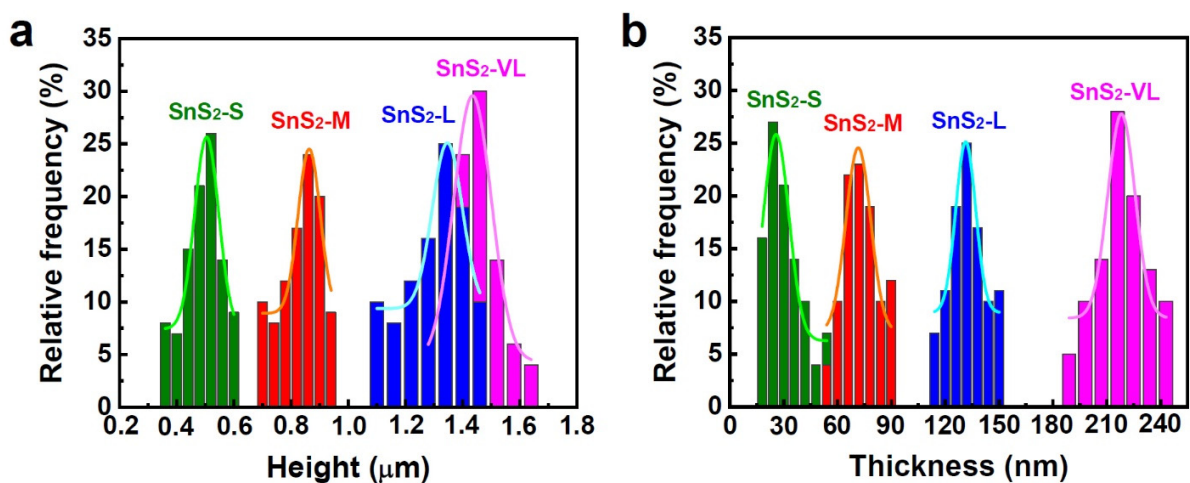 a
35
30
25
20
15
10
5
0
Relative frequency (%)
SnS2-S
SnS2-M
SnS2-L
SnS2-VL
0.2 0.4 0.6 0.8 1.0 1.2 1.4 1.6 1.8
Height (μm)
b
35
30
25
20
15
10
5
0
Relative frequency (%)
SnS2-S
SnS2-M
SnS2-L
SnS2-VL
0 30 60 90 120 150 180 210 240
Thickness (nm)